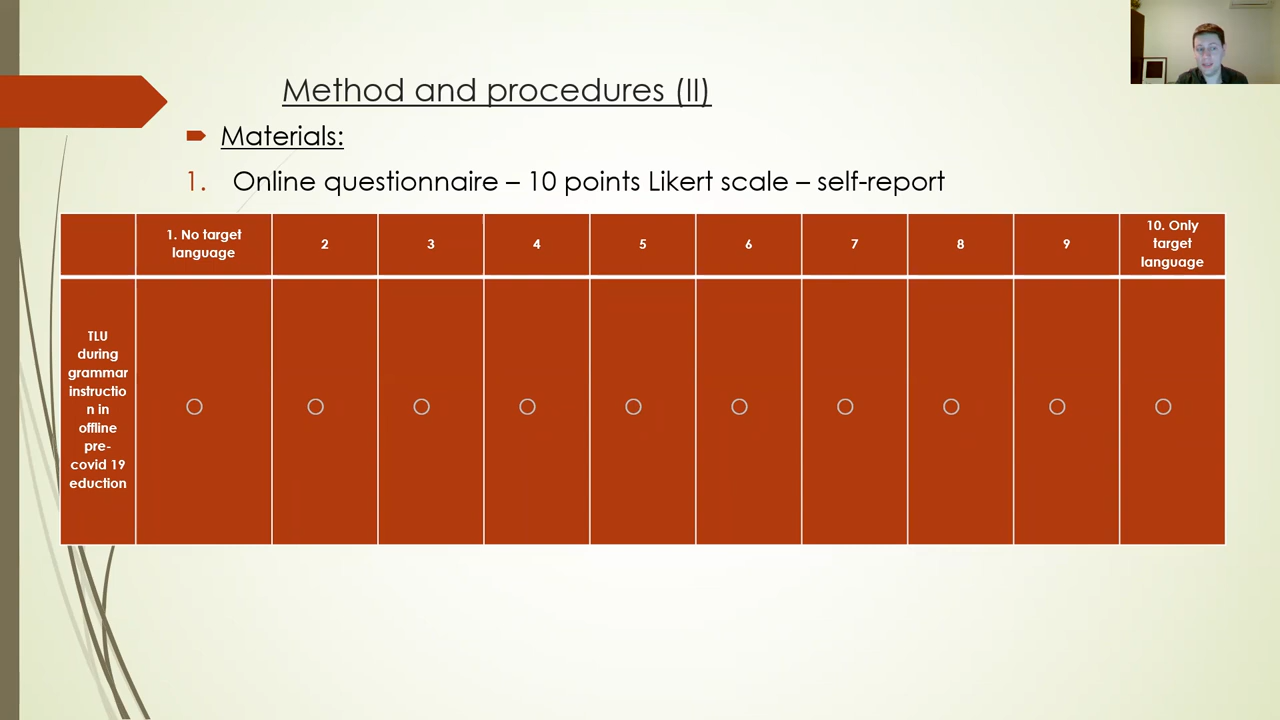 Method and procedures (II)
Materials:
1. Online questionnaire – 10 points Likert scale – self-report
1. No target
language
2
3
4
5
6
7
8
9
10. Only
target
language
TLU
during
grammar
instructio
n in
offline
pre-
covid 19
eduction